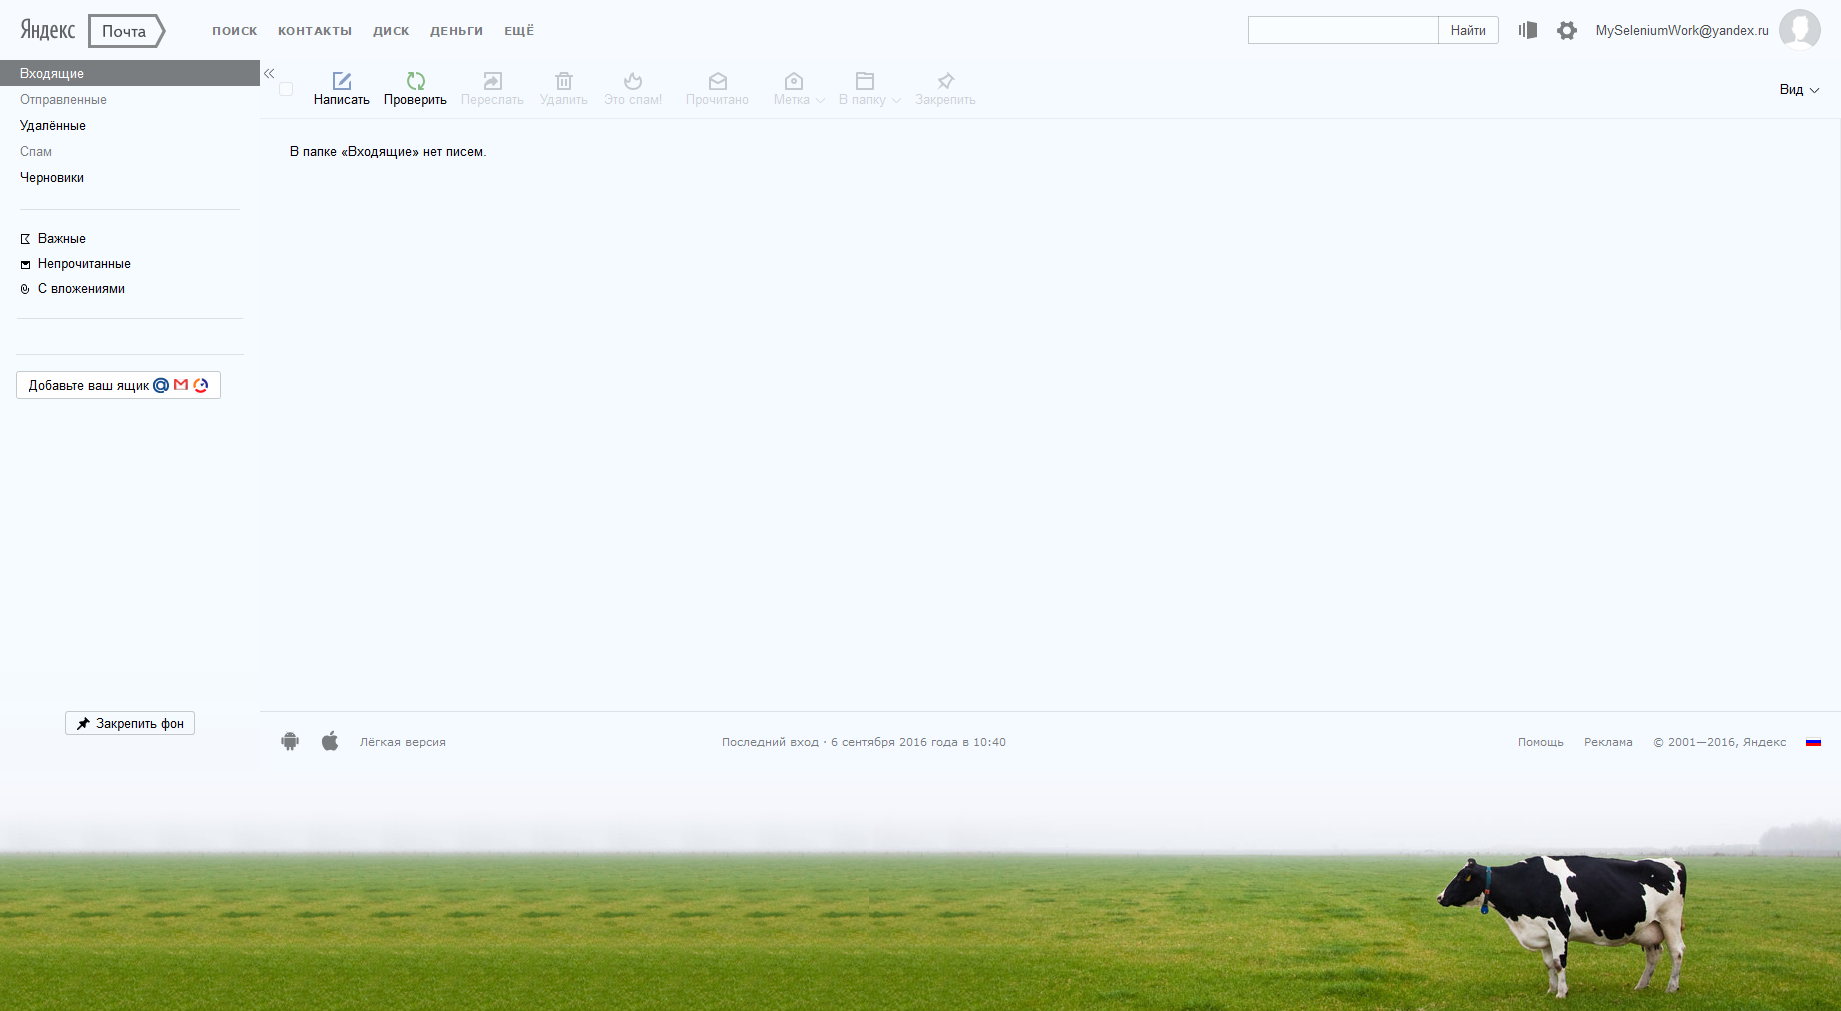 Яндекс Почта ПОИСК КОНТАКТЫ ДИСК ДЕНЬГИ ЕЩЁ Найти MySeleniumWork@yandex.ru
Входящие
Отправленные
Удалённые
Спам
Черновики
Важные
Непрочитанные
С вложениями
Добавьте ваш ящик
Закрепить фон
Написать Проверить Переслать Удалить Это спам! Прочитано Метка В папку Закрепить Вид
В папке «Входящие» нет писем.
Лёгкая версия Последний вход · 6 сентября 2016 года в 10:40 Помощь Реклама © 2001—2016, Яндекс